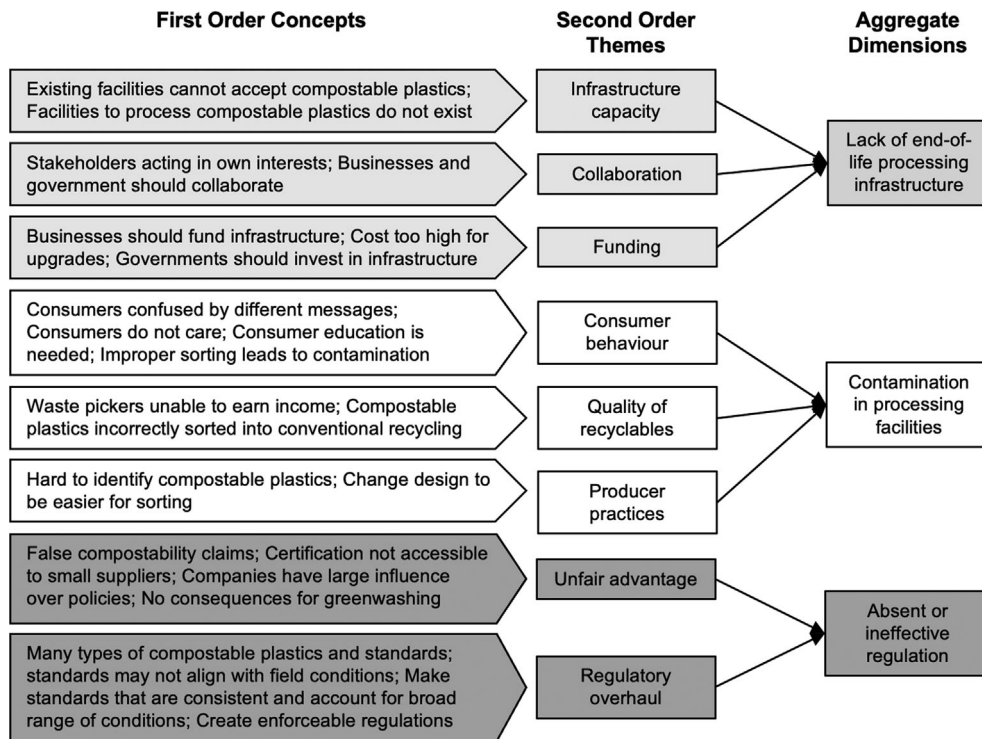 First Order Concepts
Second Order
Themes
Aggregate
Dimensions
Existing facilities cannot accept compostable plastics;
Facilities to process compostable plastics do not exist
Infrastructure
capacity
Stakeholders acting in own interests; Businesses and
government should collaborate
Collaboration
Businesses should fund infrastructure; Cost too high for
upgrades; Governments should invest in infrastructure
Funding
Lack of end-of-
life processing
infrastructure
Consumers confused by different messages;
Consumers do not care; Consumer education is
needed; Improper sorting leads to contamination
Consumer
behaviour
Waste pickers unable to earn income; Compostable
plastics incorrectly sorted into conventional recycling
Quality of
recyclables
Hard to identify compostable plastics; Change design to
be easier for sorting
Producer
practices
Contamination
in processing
facilities
False compostability claims; Certification not accessible
to small suppliers; Companies have large influence
over policies; No consequences for greenwashing
Unfair advantage
Many types of compostable plastics and standards;
standards may not align with field conditions; Make
standards that are consistent and account for broad
range of conditions; Create enforceable regulations
Regulatory
overhaul
Absent or
ineffective
regulation